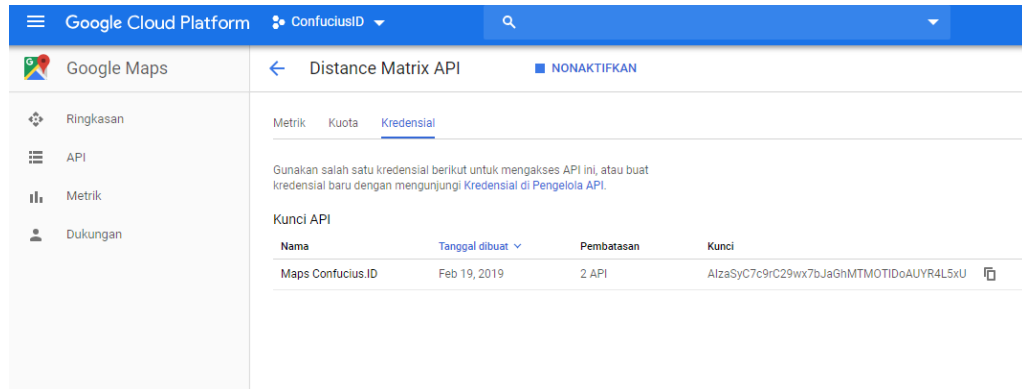 Google Cloud Platform
ConfuciusID
Google Maps
Distance Matrix API
NONAKTIFKAN
Ringkasan
API
Metrik
Dukungan
Metrik Kuota Kredensial
Gunakan salah satu kredensial berikut untuk mengakses API ini, atau buat
kredensial baru dengan mengunjungi Kredensial di Pengelola API.
Kunci API
Nama Tanggal dibuat Pembatasan Kunci
Maps Confucius.ID Feb 19, 2019 2 API AIzaSyC7c9rC29wx7bJaGhMTMOTIDoAUYR4L5xU